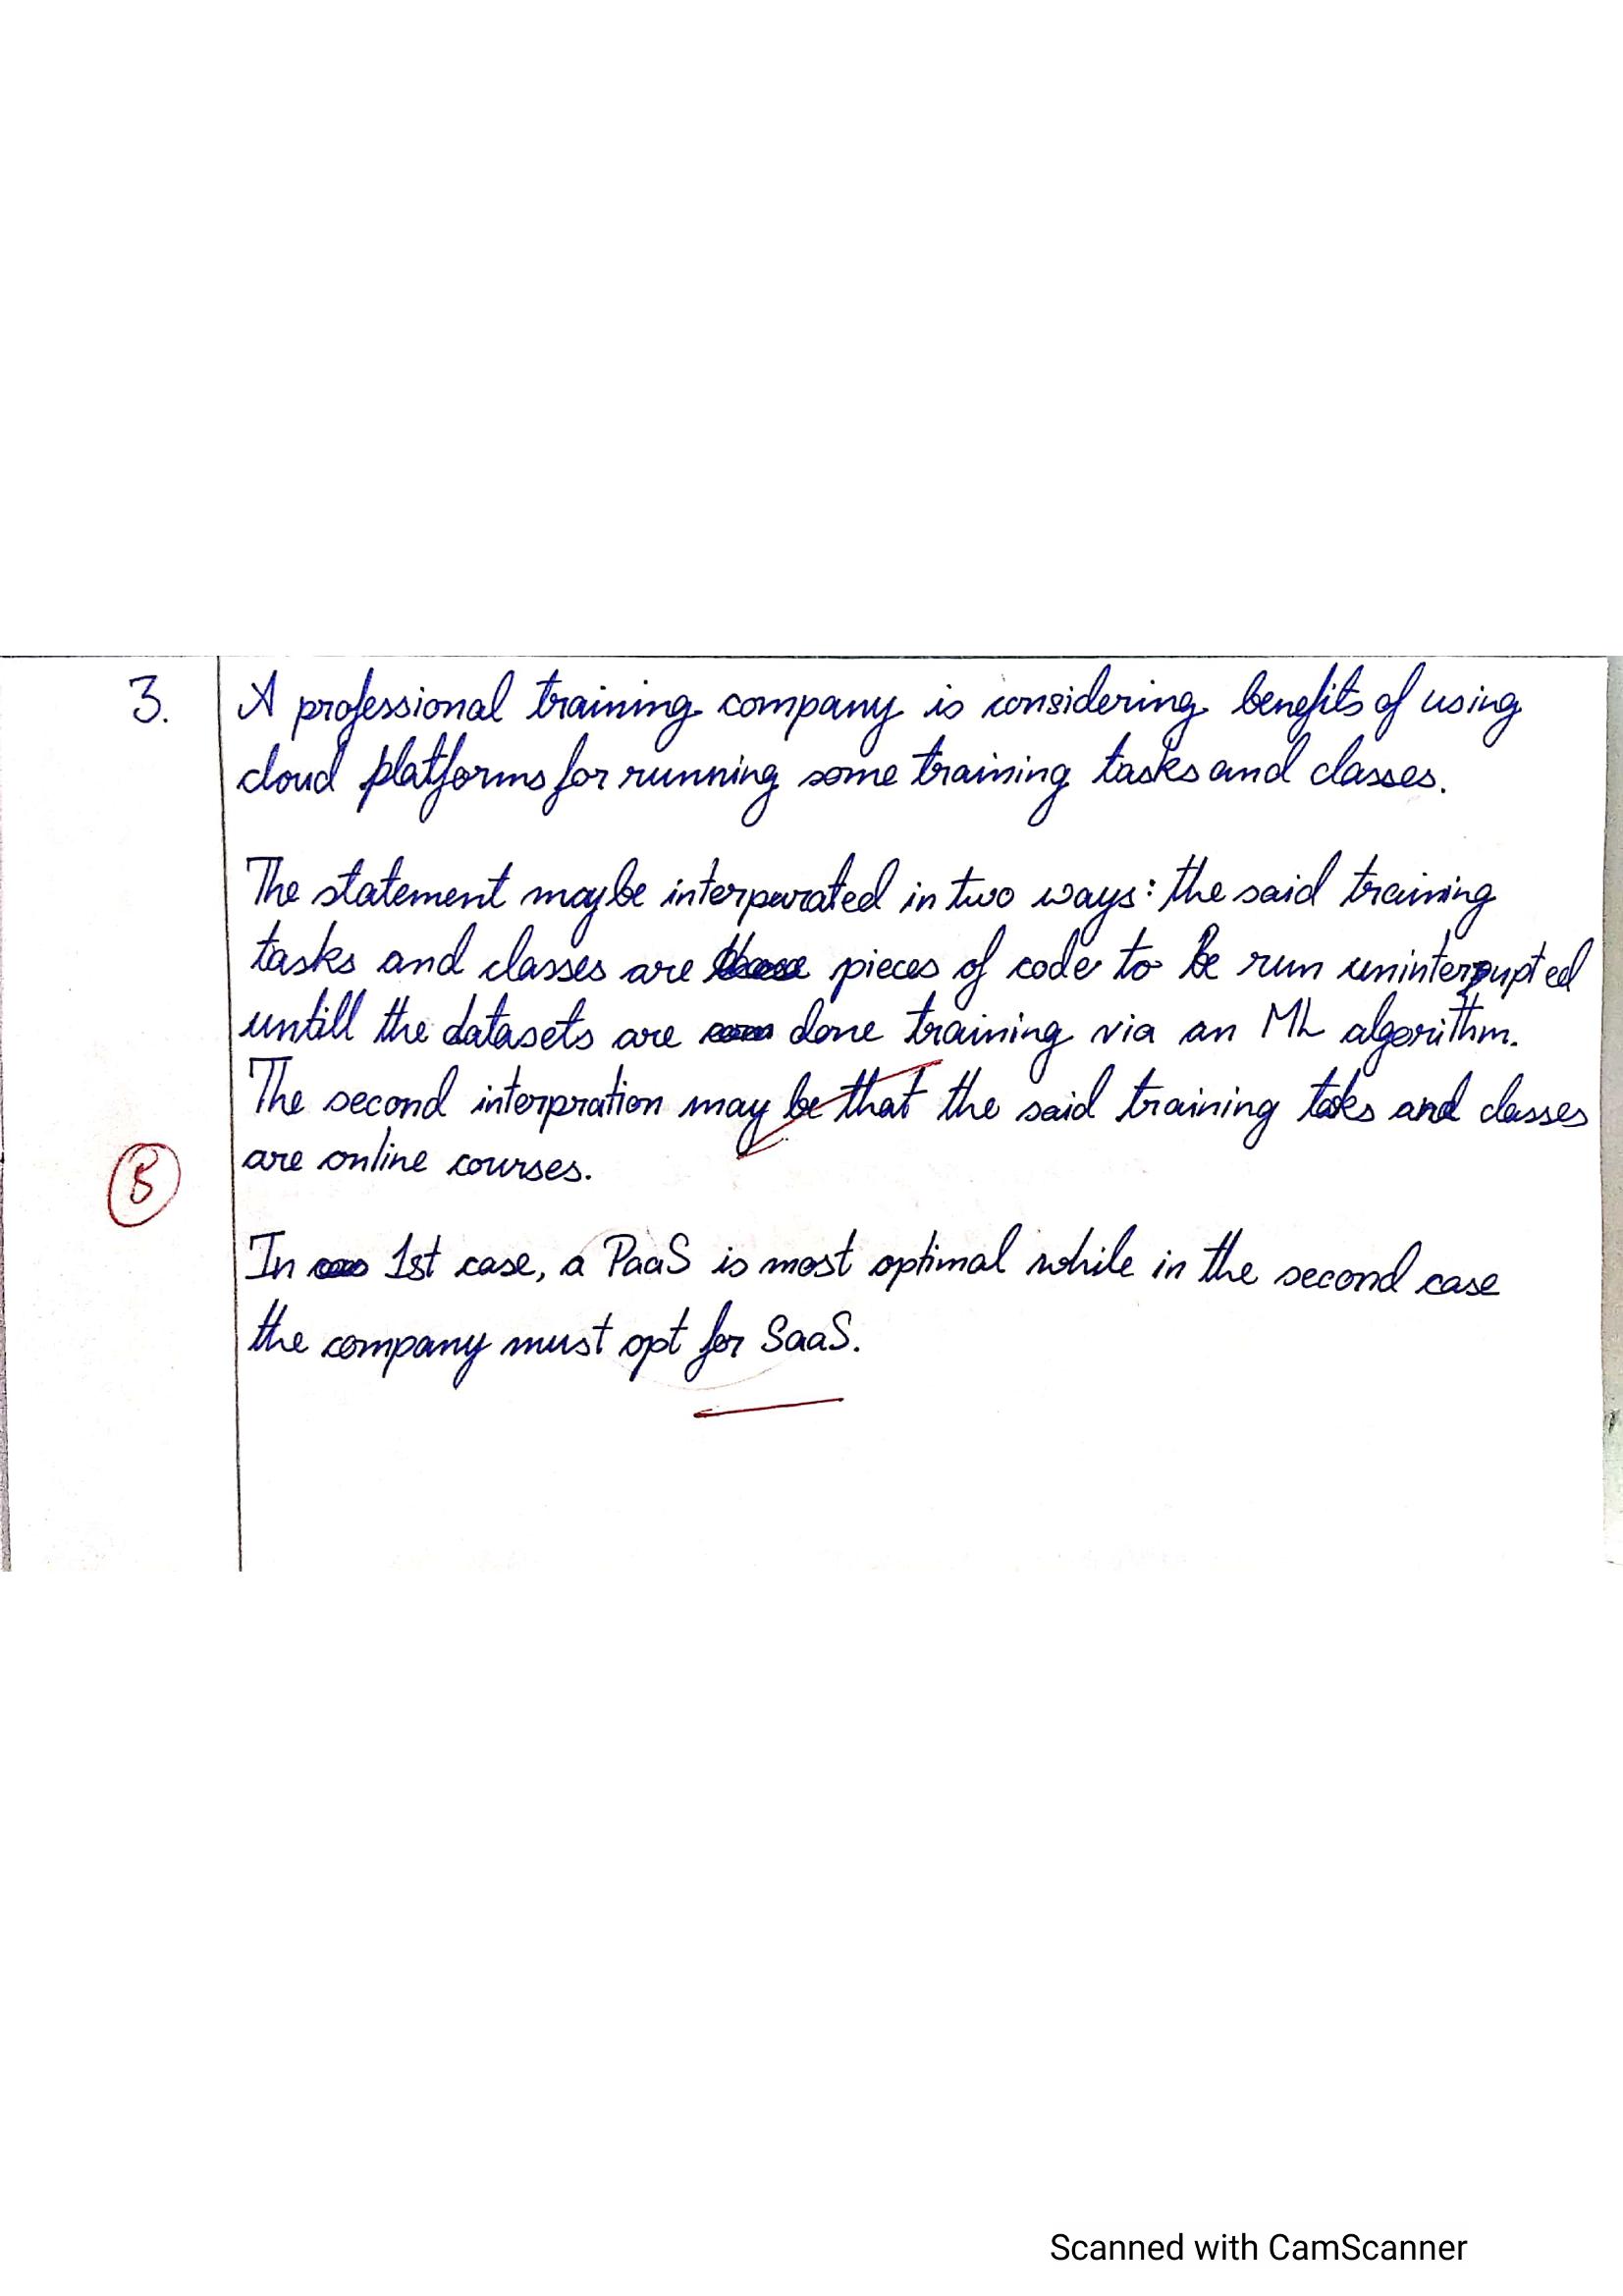 3. A professional training company is considering benefits of using
cloud platforms for running some training tasks and classes.
The statement maybe interpurated in two ways: the said training
tasks and classes are pieces of code to be run uninterrupted
untill the datasets are done training via an ML algorithm.
The second interpration may be that the said training taks and classes
are online courses.
B
In 1st case, a PaaS is most optimal while in the second case
the company must opt for SaaS.
Scanned with CamScanner